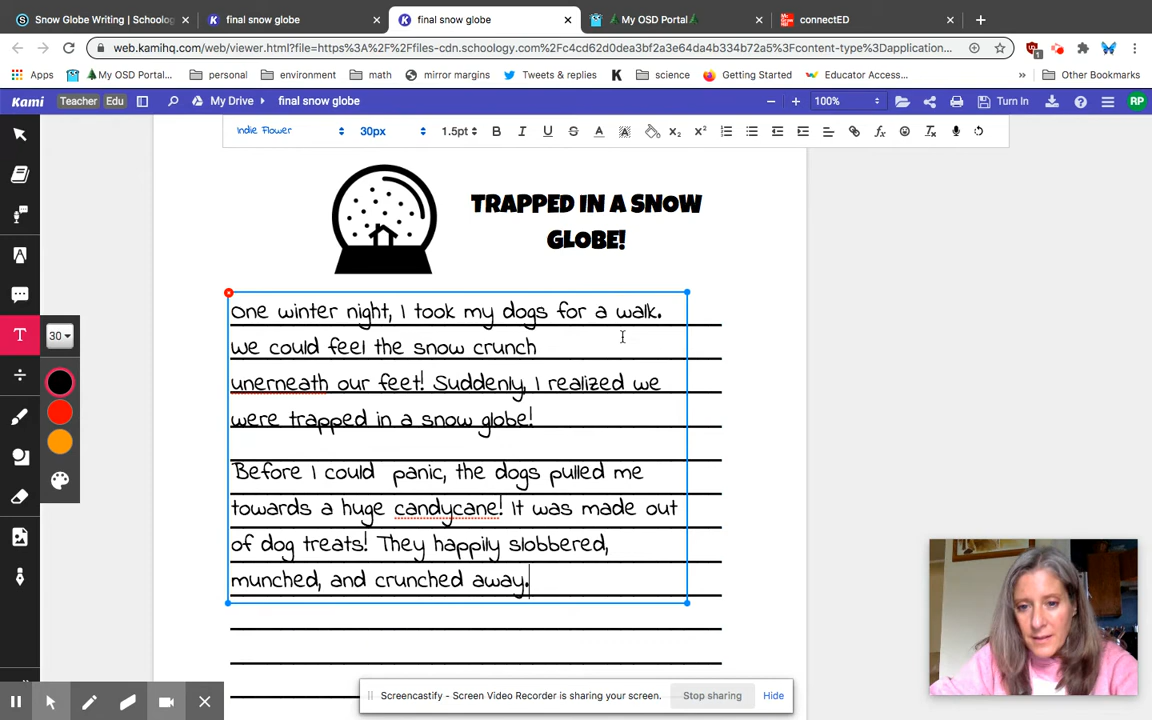 Snow Globe Writing | Schoolog
final snow globe
final snow globe
My OSD Portal
connectED
web.kamihq.com/web/viewer.html?file=https%3A%2F%2Ffiles-cdn.schoology.com%2Fc4cd62d0dea3bf2a3e64da4b334b72a5%3Fcontent-type%3Dapplication...
Apps
My OSD Portal...
personal
environment
math
mirror margins
Tweets & replies
science
Getting Started
Educator Access...
»
Other Bookmarks
Kami
Teacher
Edu
My Drive
final snow globe
100%
Turn In
RP
Indie Flower
30px
1.5pt
TRAPPED IN A SNOW
GLOBE!
One winter night, I took my dogs for a walk.
We could feel the snow crunch
unerneath our feet! Suddenly, I realized we
were trapped in a snow globe!
Before I could panic, the dogs pulled me
towards a huge candycane! It was made out
of dog treats! They happily slobbered,
munched, and crunched away.
30
Screencastify - Screen Video Recorder is sharing your screen.
Stop sharing
Hide